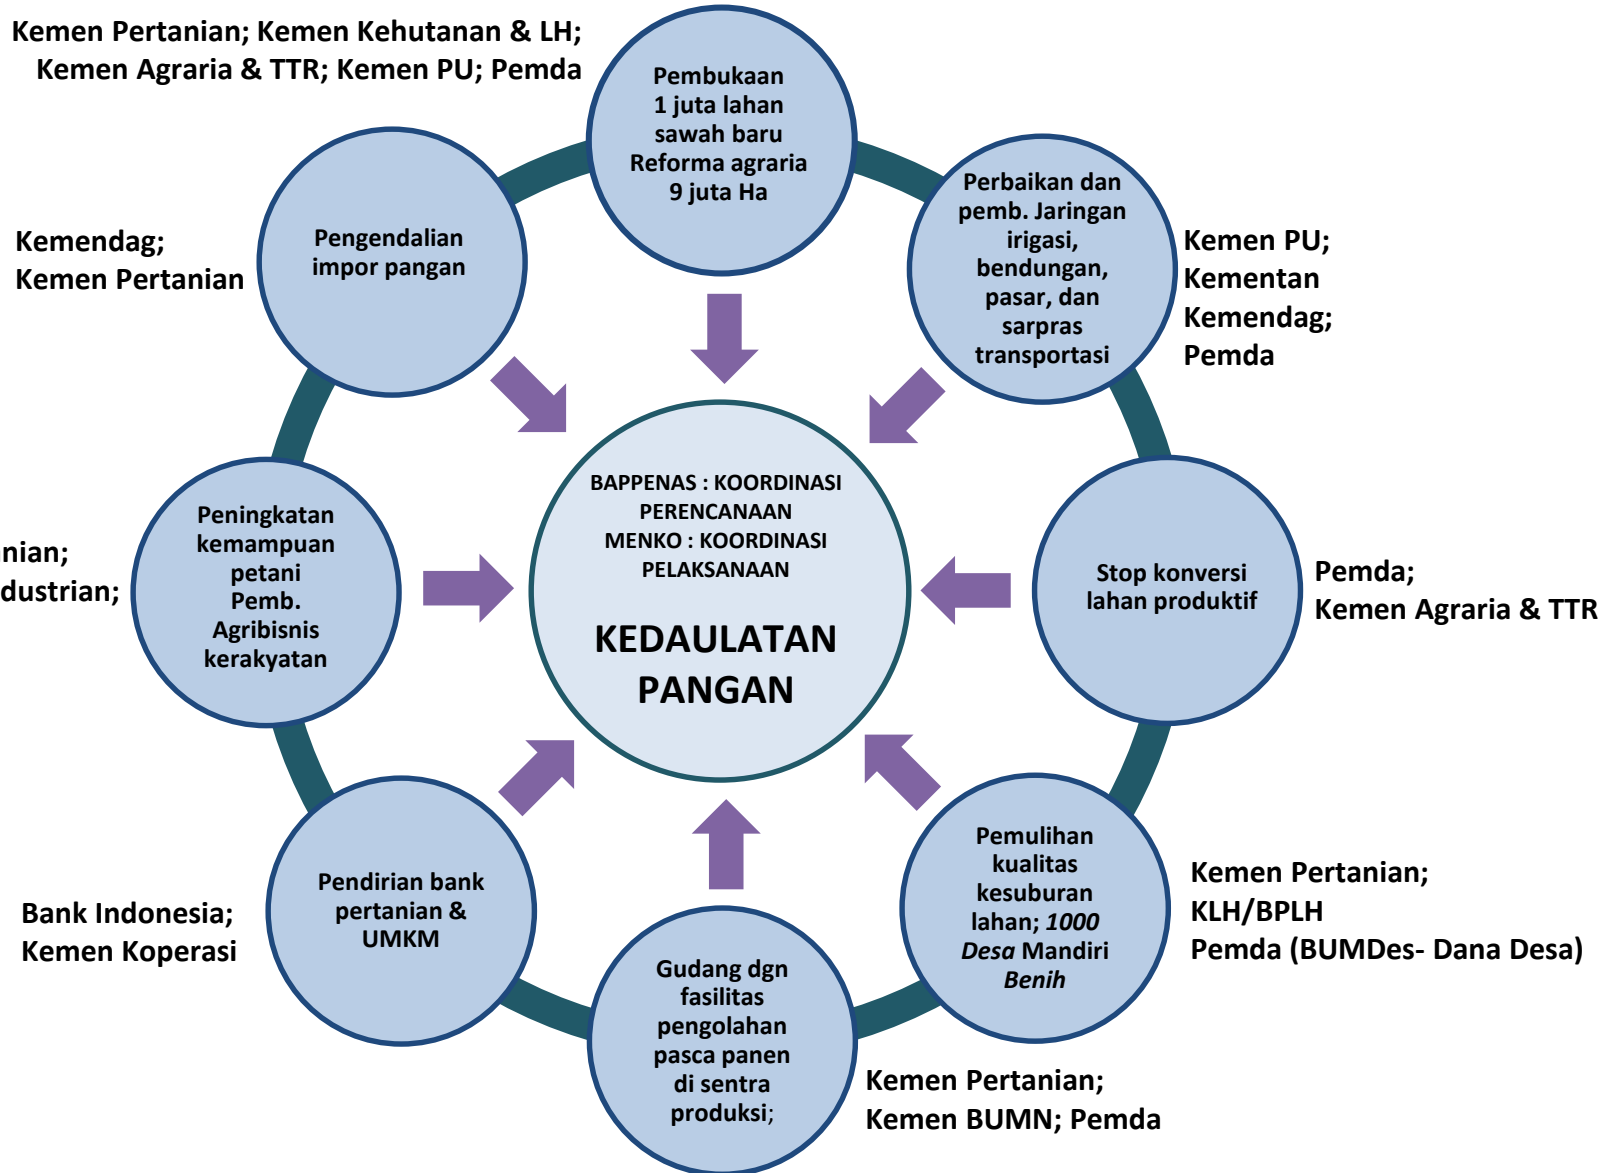 Kemen Pertanian; Kemen Kehutanan & LH;
Kemen Agraria & TTR; Kemen PU; Pemda
Pembukaan
1 juta lahan
sawah baru
Reforma agraria
9 juta Ha
Perbaikan dan
pemb. Jaringan
irigasi,
bendungan,
pasar, dan
sarpras
transportasi
Kemen PU;
Kementan
Kemendag;
Pemda
Kemendag;
Kemen Pertanian
Pengendalian
impor pangan
BAPPENAS : KOORDINASI
PERENCANAAN
MENKO : KOORDINASI
PELAKSANAAN
KEDAULATAN
PANGAN
Stop konversi
lahan produktif
Pemda;
Kemen Agraria & TTR
nian;
dustrian;
Peningkatan
kemampuan
petani
Pemb.
Agribisnis
kerakyatan
Pemulihan
kualitas
kesuburan
lahan; 1000
Desa Mandiri
Benih
Kemen Pertanian;
KLH/BPLH
Pemda (BUMDes- Dana Desa)
Bank Indonesia;
Kemen Koperasi
Pendirian bank
pertanian &
UMKM
Gudang dgn
fasilitas
pengolahan
pasca panen
di sentra
produksi;
Kemen Pertanian;
Kemen BUMN; Pemda